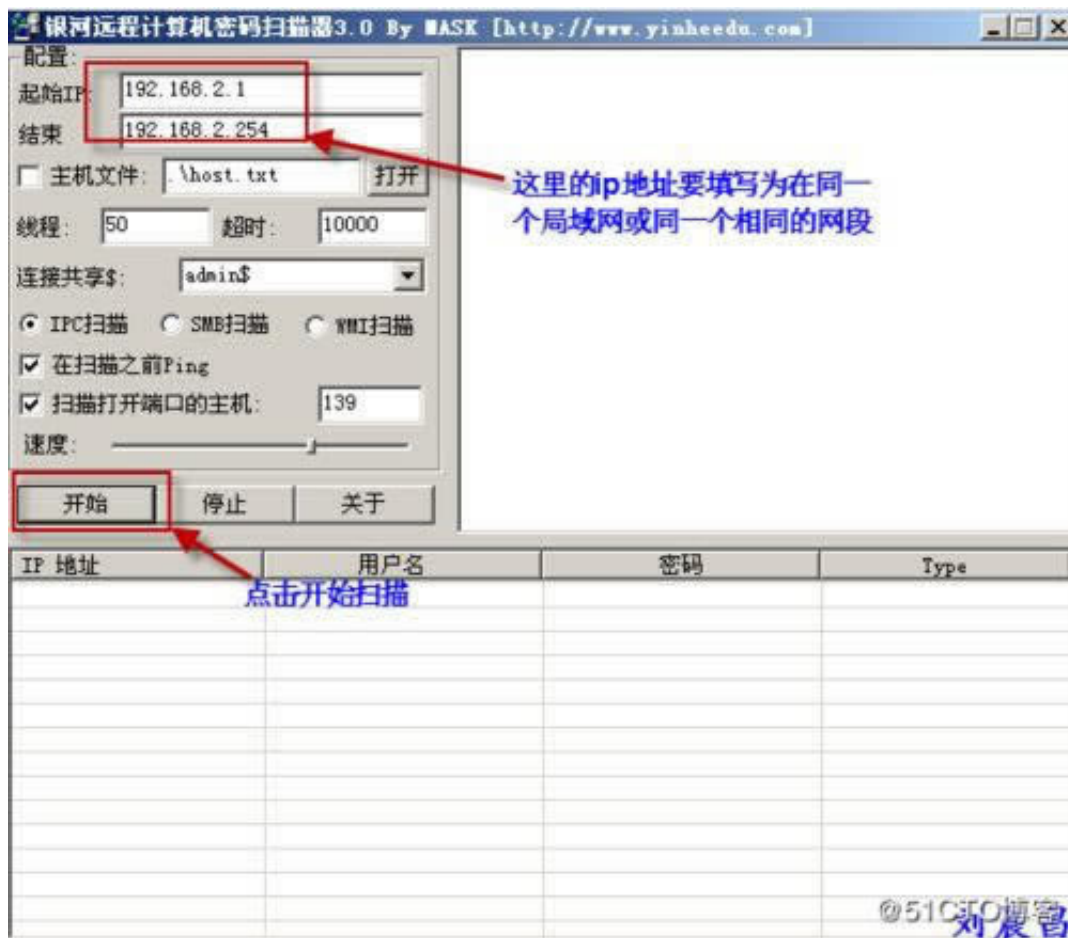 银河远程计算机密码扫描器3.0 By MASK [http://www.yinheedu.com]
配置:
起始IP: 192.168.2.1
结束 192.168.2.254
主机文件: .\host.txt 打开
这里的ip地址要填写为在同一
个局域网或同一个相同的网段
线程: 50 超时: 10000
连接共享$: admin$
IPC扫描 SMB扫描 WMI扫描
在扫描之前Ping
扫描打开端口的主机: 139
速度:
开始 停止 关于
IP 地址 用户名 密码 Type
点击开始扫描
@51CTO博客